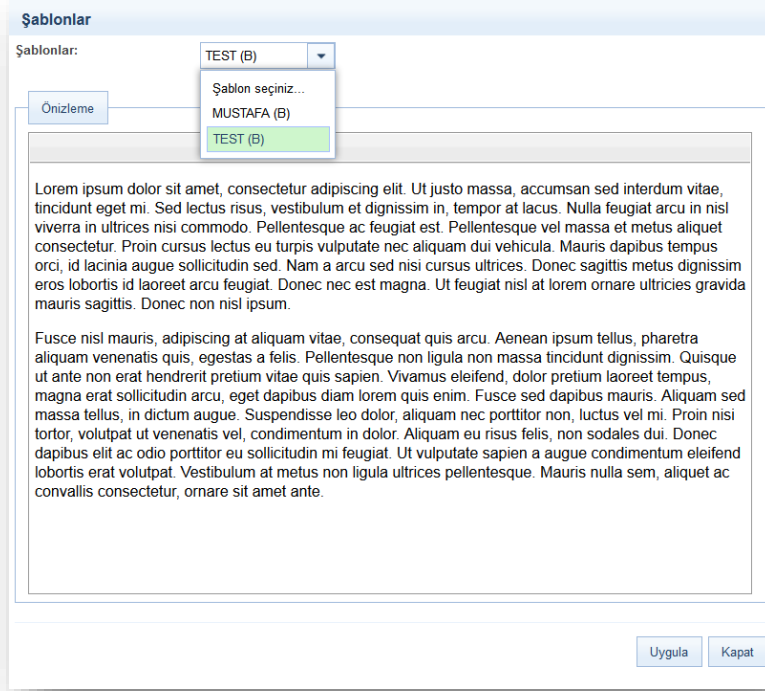 Şablonlar
Şablonlar:
TEST (B)
Şablon seçiniz...
MUSTAFA (B)
TEST (B)
Önizleme
Lorem ipsum dolor sit amet, consectetur adipiscing elit. Ut justo massa, accumsan sed interdum vitae,
tincidunt eget mi. Sed lectus risus, vestibulum et dignissim in, tempor at lacus. Nulla feugiat arcu in nisl
viverra in ultrices nisi commodo. Pellentesque ac feugiat est. Pellentesque vel massa et metus aliquet
consectetur. Proin cursus lectus eu turpis vulputate nec aliquam dui vehicula. Mauris dapibus tempus
orci, id lacinia augue sollicitudin sed. Nam a arcu sed nisi cursus ultrices. Donec sagittis metus dignissim
eros lobortis id laoreet arcu feugiat. Donec nec est magna. Ut feugiat nisl at lorem ornare ultricies gravida
mauris sagittis. Donec non nisl ipsum.
Fusce nisl mauris, adipiscing at aliquam vitae, consequat quis arcu. Aenean ipsum tellus, pharetra
aliquam venenatis quis, egestas a felis. Pellentesque non ligula non massa tincidunt dignissim. Quisque
ut ante non erat hendrerit pretium vitae quis sapien. Vivamus eleifend, dolor pretium laoreet tempus,
magna erat sollicitudin arcu, eget dapibus diam lorem quis enim. Fusce sed dapibus mauris. Aliquam sed
massa tellus, in dictum augue. Suspendisse leo dolor, aliquam nec porttitor non, luctus vel mi. Proin nisi
tortor, volutpat ut venenatis vel, condimentum in dolor. Aliquam eu risus felis, non sodales dui. Donec
dapibus elit ac odio porttitor eu sollicitudin mi feugiat. Ut vulputate sapien a augue condimentum eleifend
lobortis erat volutpat. Vestibulum at metus non ligula ultrices pellentesque. Mauris nulla sem, aliquet ac
convallis consectetur, ornare sit amet ante.
Uygula
Kapat